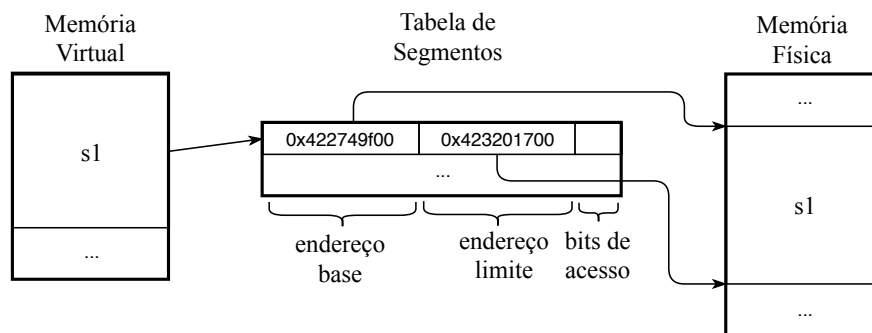 Memória
Virtual
Tabela de
Segmentos
Memória
Física
s1
...
0x422749f00
0x423201700
...
endereço
base
endereço
limite
bits de
acesso
...
s1
...